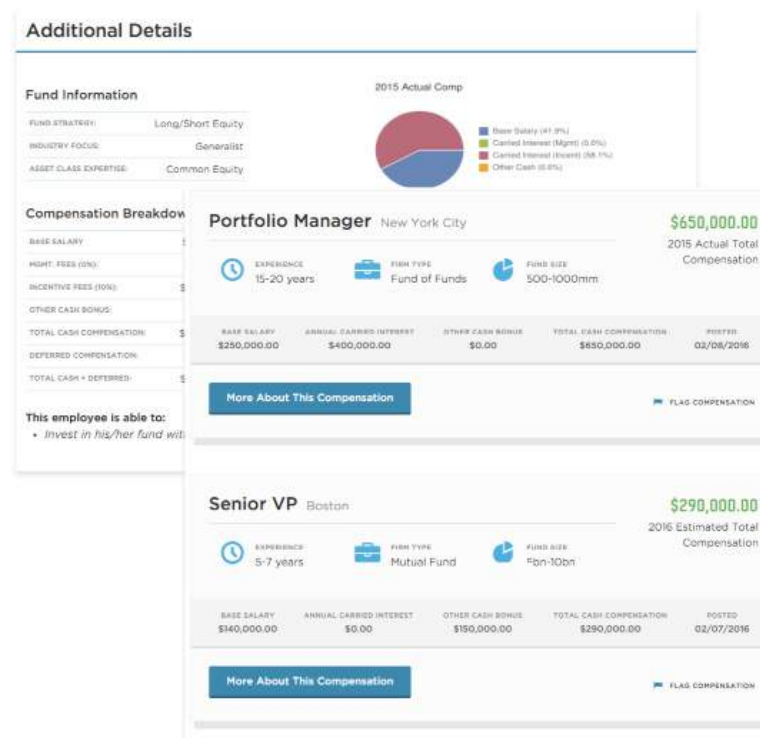 Additional Details
Fund Information
FUND STRATEGY: Long/Short Equity
INDUSTRY FOCUS: Generalist
ASSET CLASS EXPERTISE: Common Equity
2015 Actual Comp
Base Salary (41.9%)
Carried Interest (Mgmt) (0.0%)
Carried Interest (Incent) (58.1%)
Other Cash (0.0%)
Compensation Breakdow
BASE SALARY
MGMT. FEES (0%):
INCENTIVE FEES (10%): $
OTHER CASH BONUS:
TOTAL CASH COMPENSATION: $
DEFERRED COMPENSATION:
TOTAL CASH + DEFERRED: $
This employee is able to:
• Invest in his/her fund wit
Portfolio Manager New York City
$650,000.00
2015 Actual Total
Compensation
EXPERIENCE
15-20 years
FIRM TYPE
Fund of Funds
FUND SIZE
500-1000mm
BASE SALARY ANNUAL CARRIED INTEREST OTHER CASH BONUS TOTAL CASH COMPENSATION POSTED
$250,000.00 $400,000.00 $0.00 $650,000.00 02/08/2016
More About This Compensation
FLAG COMPENSATION
Senior VP Boston
$290,000.00
2016 Estimated Total
Compensation
EXPERIENCE
5-7 years
FIRM TYPE
Mutual Fund
FUND SIZE
BASE SALARY ANNUAL CARRIED INTEREST OTHER CASH BONUS TOTAL CASH COMPENSATION POSTED
$140,000.00 $0.00 $150,000.00 $290,000.00 02/07/2016
More About This Compensation
FLAG COMPENSATION